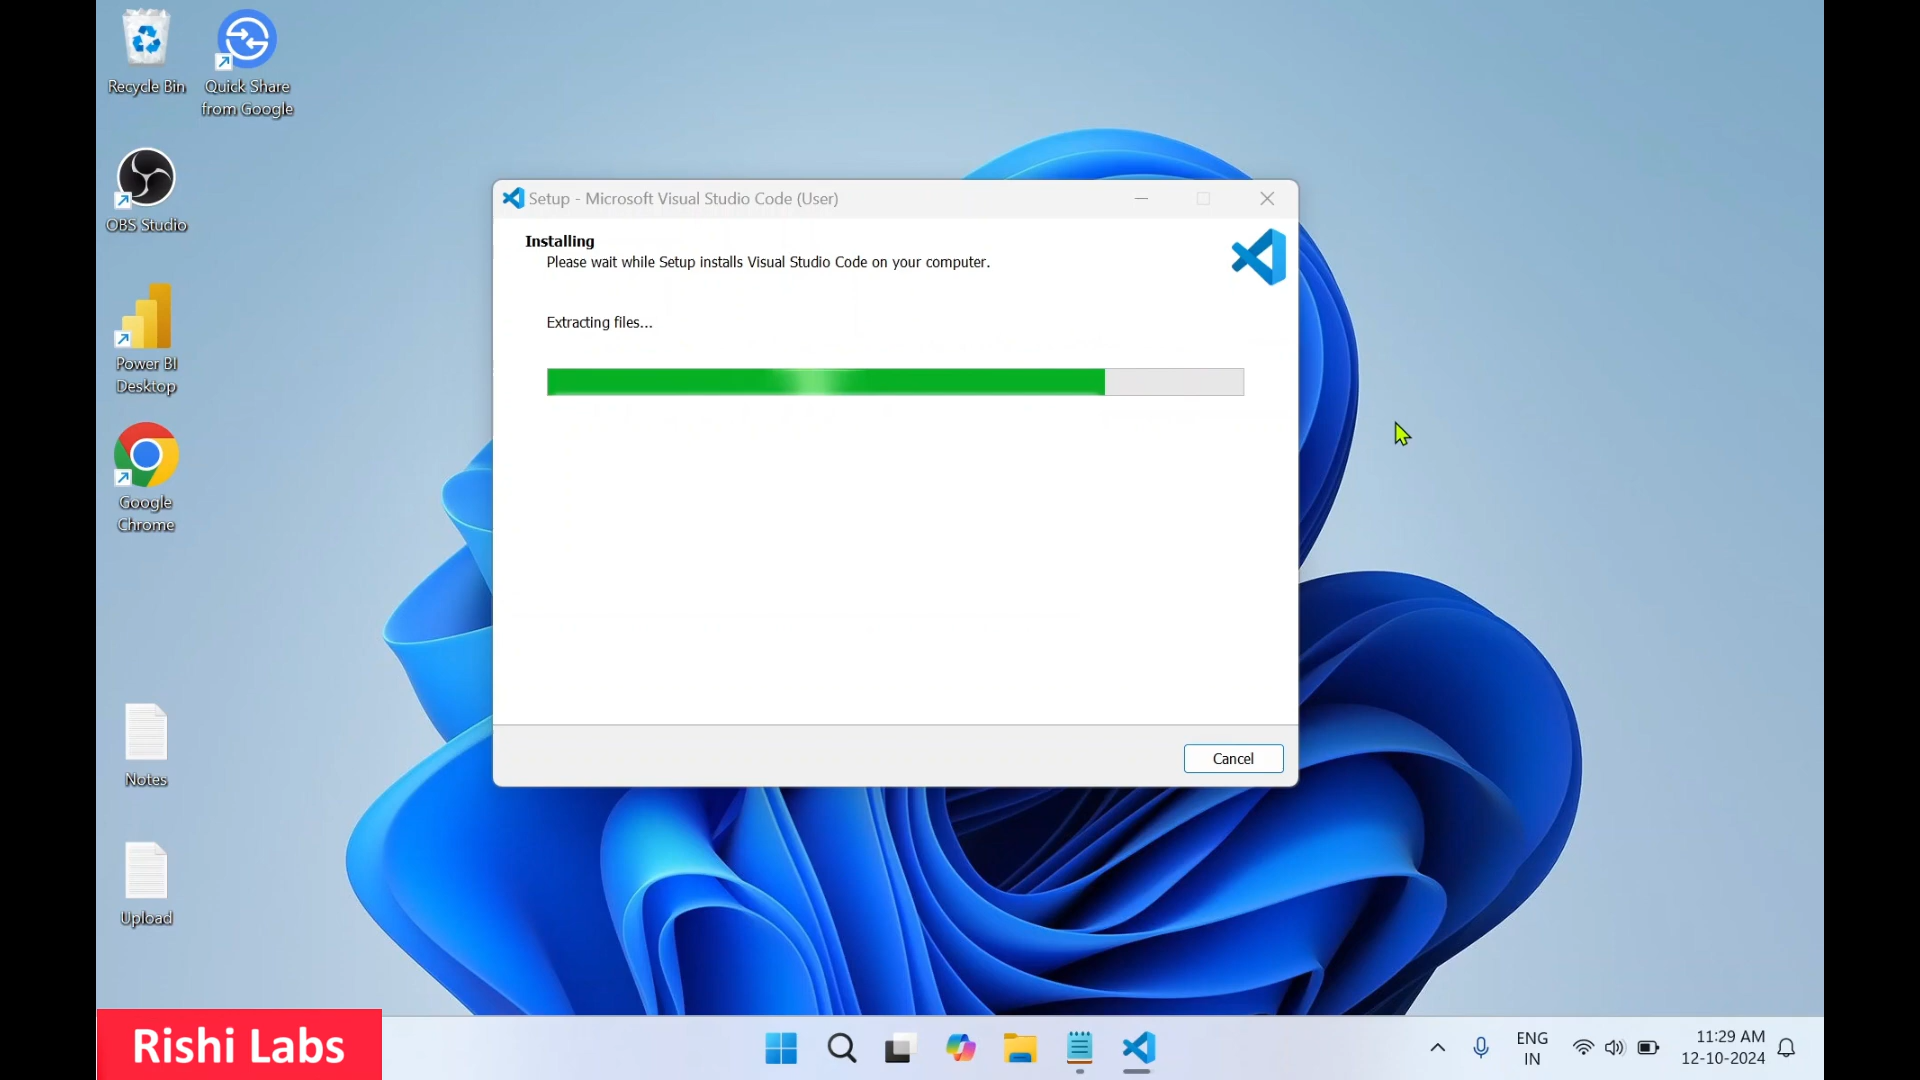 Recycle Bin
Quick Share
from Google
OBS Studio
Power BI
Desktop
Google
Chrome
Notes
Upload
Setup - Microsoft Visual Studio Code (User)
Installing
Please wait while Setup installs Visual Studio Code on your computer.
Extracting files...
Cancel
Rishi Labs
ENG
IN
11:29 AM
12-10-2024